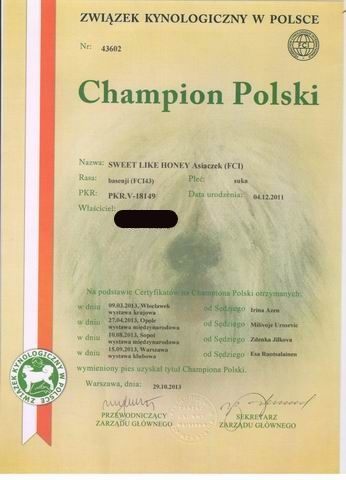 ZWIĄZEK KYNOLOGICZNY W POLSCE
Nr: 43602
FCI
Champion Polski
Nazwa: SWEET LIKE HONEY Asiaczek (FCI)
Rasa: basenji (FCI43) Płeć: suka
PKR: PKR.V-18149 Data urodzenia: 04.12.2011
Właściciel:
Na podstawie Certyfikatów na Championa Polski otrzymanych:
w dniu 09.03.2013, Włocławek wystawa krajowa od Sędziego Irina Azen
w dniu 27.04.2013, Opole wystawa międzynarodowa od Sędziego Milivoje Urosevic
w dniu 10.08.2013, Sopot wystawa międzynarodowa od Sędziego Zdenka Jilkova
w dniu 15.09.2013, Warszawa wystawa klubowa od Sędziego Esa Ruotsalainen
wymieniony pies uzyskał tytuł Championa Polski.
Warszawa, dnia 29.10.2013
PRZEWODNICZĄCY SEKRETARZ
ZARZĄDU GŁÓWNEGO ZARZĄDU GŁÓWNEGO
ZWIĄZEK KYNOLOGICZNY W POLSCE